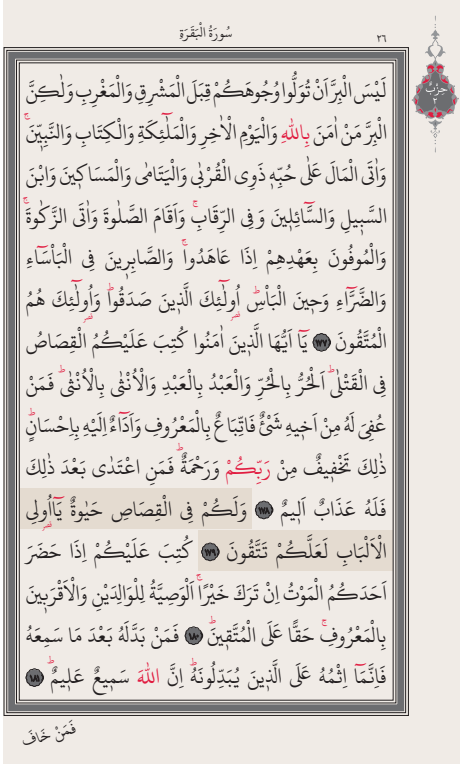 سُورَةُ الْبَقَرَةِ
٢٦
حِزْبْ
٢
لَيْسَ الْبِرَّ اَنْ تُوَلُّوا وُجُوهَكُمْ قِبَلَ الْمَشْرِقِ وَالْمَغْرِبِ وَلٰكِنَّ
الْبِرَّ مَنْ اٰمَنَ بِاللّٰهِ وَالْيَوْمِ الْاٰخِرِ وَالْمَلٰٓئِكَةِ وَالْكِتَابِ وَالنَّبِيّ۪نَۚ
وَاٰتَى الْمَالَ عَلٰى حُبِّه۪ ذَوِي الْقُرْبٰى وَالْيَتَامٰى وَالْمَسَاك۪ينَ وَابْنَ
السَّب۪يلِ وَالسَّٓائِل۪ينَ وَفِي الرِّقَابِۚ وَاَقَامَ الصَّلٰوةَ وَاٰتَى الزَّكٰوةَۚ
وَالْمُوفُونَ بِعَهْدِهِمْ اِذَا عَاهَدُواۚ وَالصَّابِر۪ينَ فِي الْبَأْسَٓاءِ
وَالضَّرَّٓاءِ وَح۪ينَ الْبَأْسِۜ اُو۬لٰٓئِكَ الَّذ۪ينَ صَدَقُواۜ وَاُو۬لٰٓئِكَ هُمُ
الْمُتَّقُونَ ﴿١٧٧﴾ يَٓا اَيُّهَا الَّذ۪ينَ اٰمَنُوا كُتِبَ عَلَيْكُمُ الْقِصَاصُ
فِي الْقَتْلٰىۜ اَلْحُرُّ بِالْحُرِّ وَالْعَبْدُ بِالْعَبْدِ وَالْاُنْثٰى بِالْاُنْثٰىۜ فَمَنْ
عُفِيَ لَهُ مِنْ اَخ۪يهِ شَيْءٌ فَاتِّبَاعٌ بِالْمَعْرُوفِ وَاَدَٓاءٌ اِلَيْهِ بِاِحْسَانٍۜ
ذٰلِكَ تَخْف۪يفٌ مِنْ رَبِّكُمْ وَرَحْمَةٌۜ فَمَنِ اعْتَدٰى بَعْدَ ذٰلِكَ
فَلَهُ عَذَابٌ اَل۪يمٌ ﴿١٧٨﴾ وَلَكُمْ فِي الْقِصَاصِ حَيٰوةٌ يَٓا اُو۬لِي
الْاَلْبَابِ لَعَلَّكُمْ تَتَّقُونَ ﴿١٧٩﴾ كُتِبَ عَلَيْكُمْ اِذَا حَضَرَ
اَحَدَكُمُ الْمَوْتُ اِنْ تَرَكَ خَيْرًاۚ اَلْوَصِيَّةُ لِلْوَالِدَيْنِ وَالْاَقْرَب۪ينَ
بِالْمَعْرُوفِۚ حَقًّا عَلَى الْمُتَّق۪ينَۜ ﴿١٨٠﴾ فَمَنْ بَدَّلَهُ بَعْدَ مَا سَمِعَهُ
فَاِنَّمَٓا اِثْمُهُ عَلَى الَّذ۪ينَ يُبَدِّلُونَهُۜ اِنَّ اللّٰهَ سَم۪يعٌ عَل۪يمٌۜ ﴿١٨١﴾
فَمَنْ خَافَ